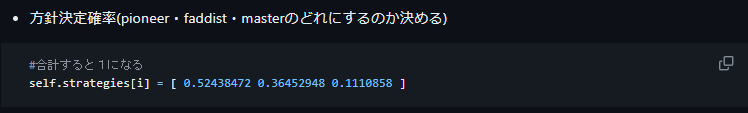 方針決定確率(pioneer・faddist・masterのどれにするのか決める)
#合計すると１になる
self.strategies[i] = [ 0.52438472 0.36452948 0.1110858 ]